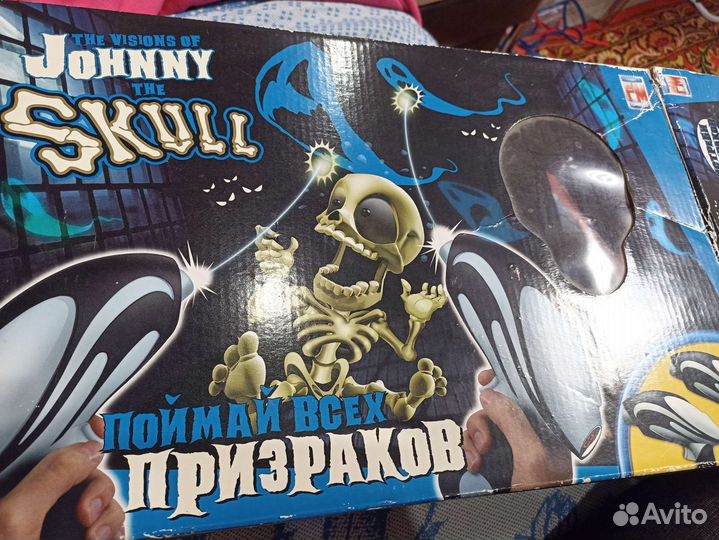 THE VISIONS OF
JOHNNY
THE
SKULL
ПОЙМАЙ ВСЕХ
ПРИЗРАКОВ
Avito